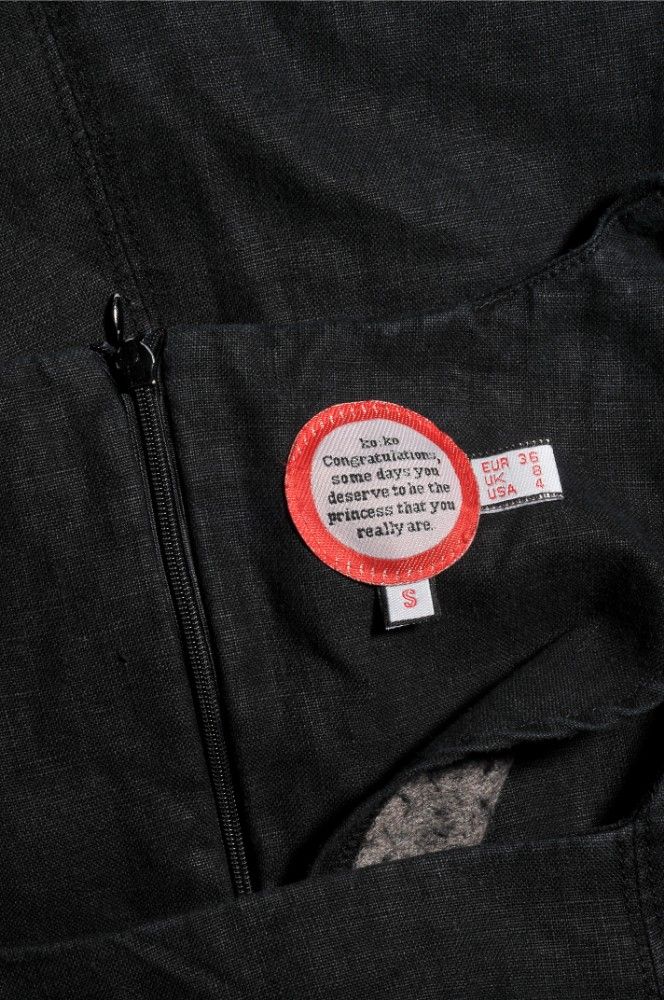 ko:ko
Congratulations,
some days you
deserve to be the
princess that you
really are.
EUR 36
UK 8
USA 4
S